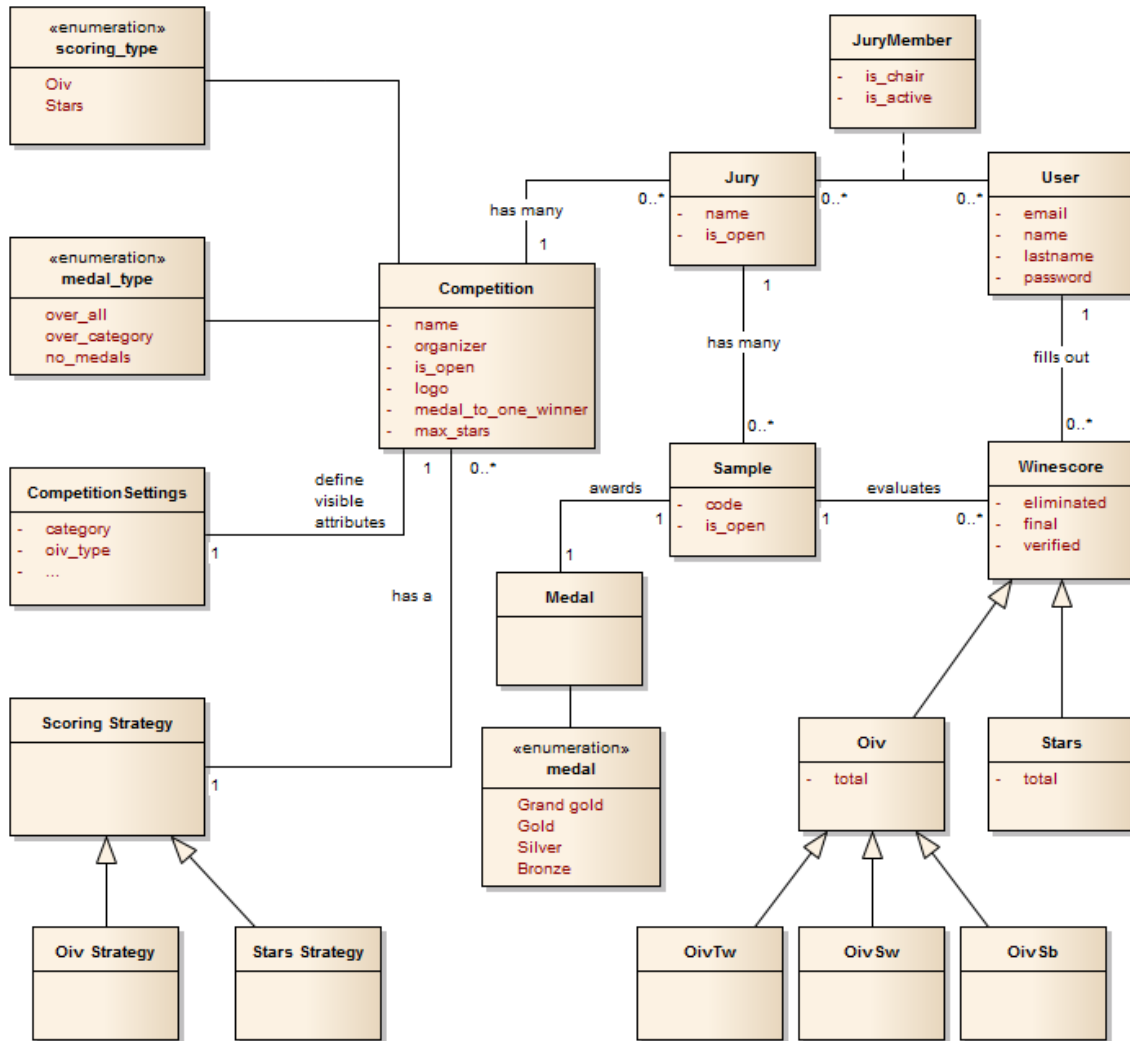 «enumeration»
scoring_type
Oiv
Stars
JuryMember
- is_chair
- is_active
Jury
- name
- is_open
User
- email
- name
- lastname
- password
0..*
0..*
0..*
has many
1
1
1
«enumeration»
medal_type
over_all
over_category
no_medals
Competition
- name
- organizer
- is_open
- logo
- medal_to_one_winner
- max_stars
has many
fills out
0..*
0..*
1
0..*
CompetitionSettings
- category
- oiv_type
- ...
define
visible
attributes
1
Sample
- code
- is_open
awards
1
evaluates
1
0..*
Winescore
- eliminated
- final
- verified
has a
1
Medal
Scoring Strategy
1
«enumeration»
medal
Grand gold
Gold
Silver
Bronze
Oiv
- total
Stars
- total
Oiv Strategy
Stars Strategy
OivTw
OivSw
OivSb